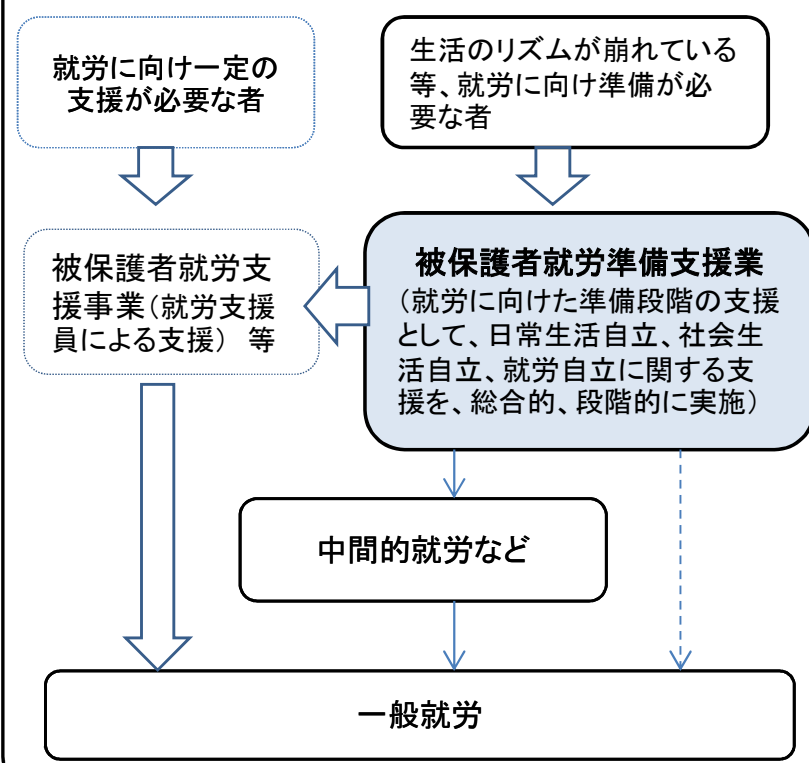 就労に向け一定の
支援が必要な者
生活のリズムが崩れている
等、就労に向け準備が必
要な者
被保護者就労支
援事業(就労支援
員による支援) 等
被保護者就労準備支援業
(就労に向けた準備段階の支援
として、日常生活自立、社会生
活自立、就労自立に関する支
援を、総合的、段階的に実施)
中間的就労など
一般就労